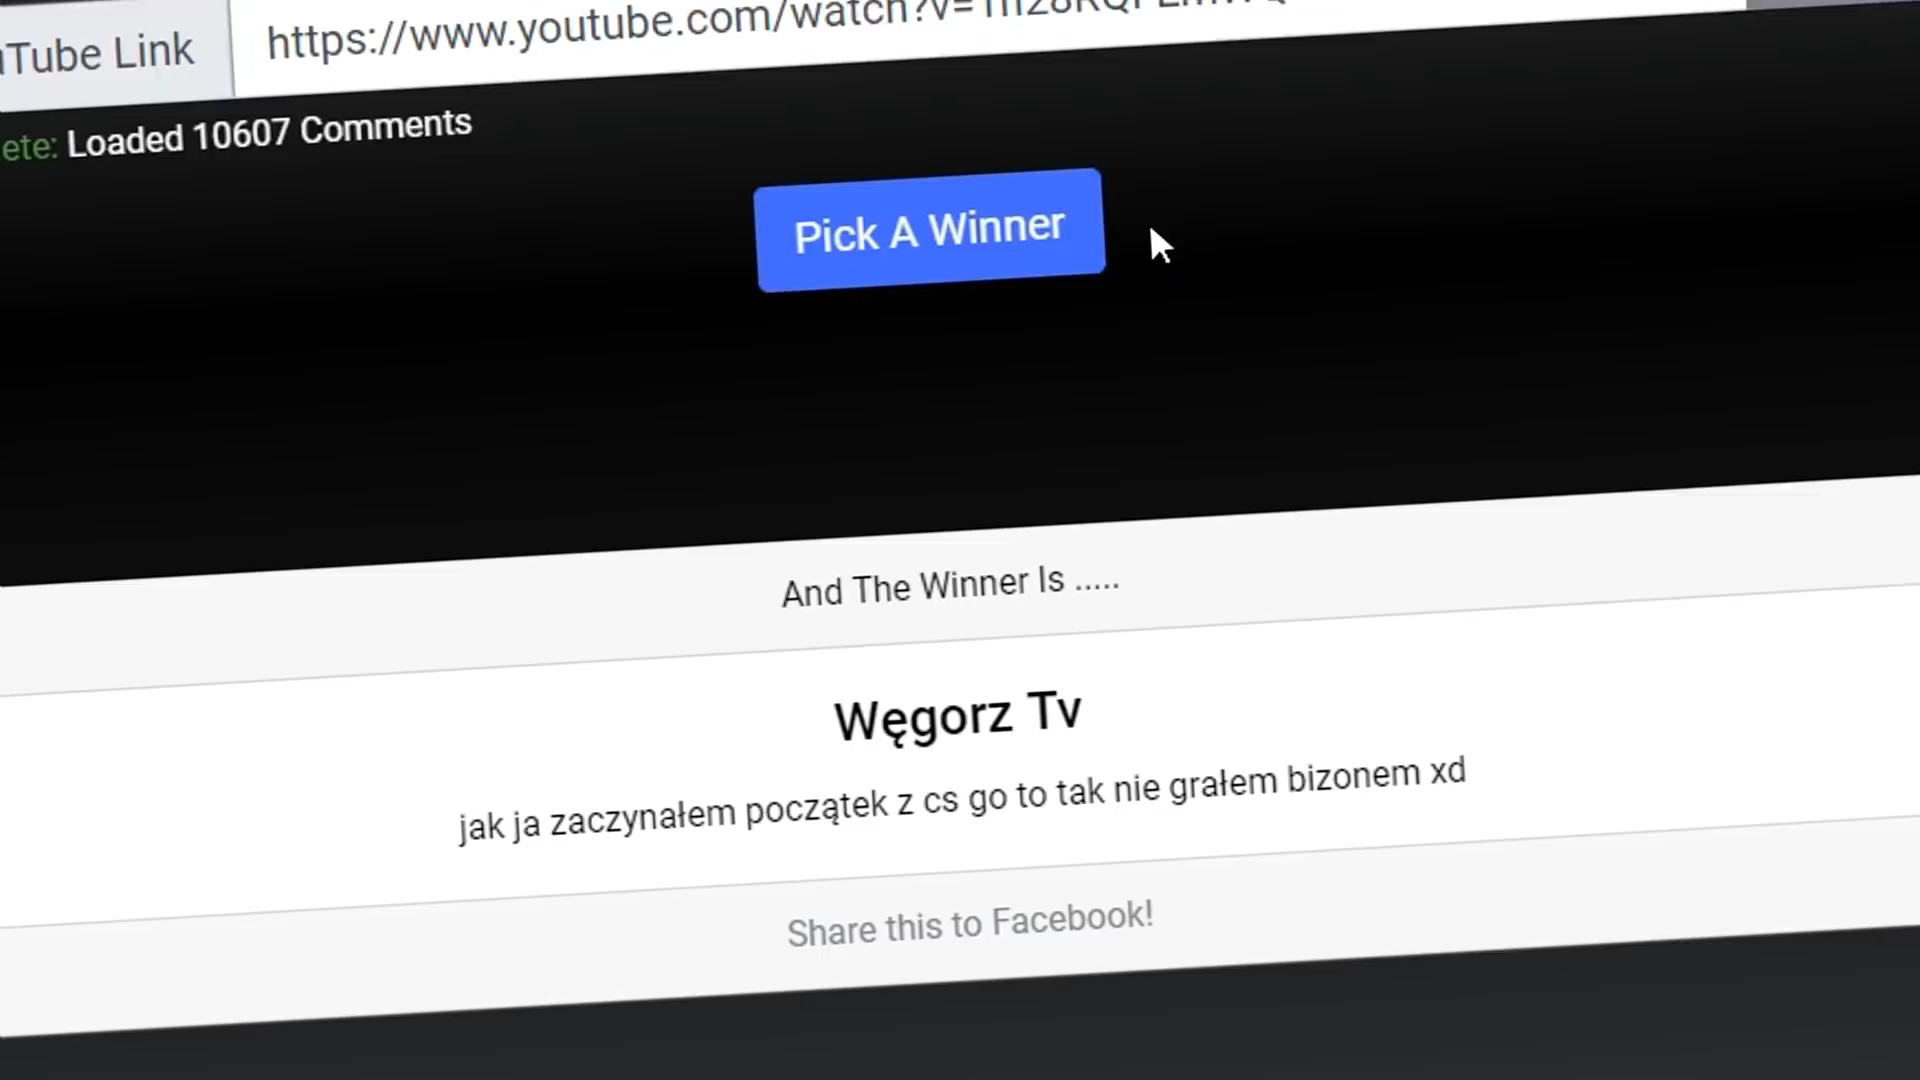 Tube Link
https://www.youtube.com/watch?v=
ete: Loaded 10607 Comments
Pick A Winner
And The Winner Is .....
Węgorz Tv
jak ja zaczynałem początek z cs go to tak nie grałem bizonem xd
Share this to Facebook!